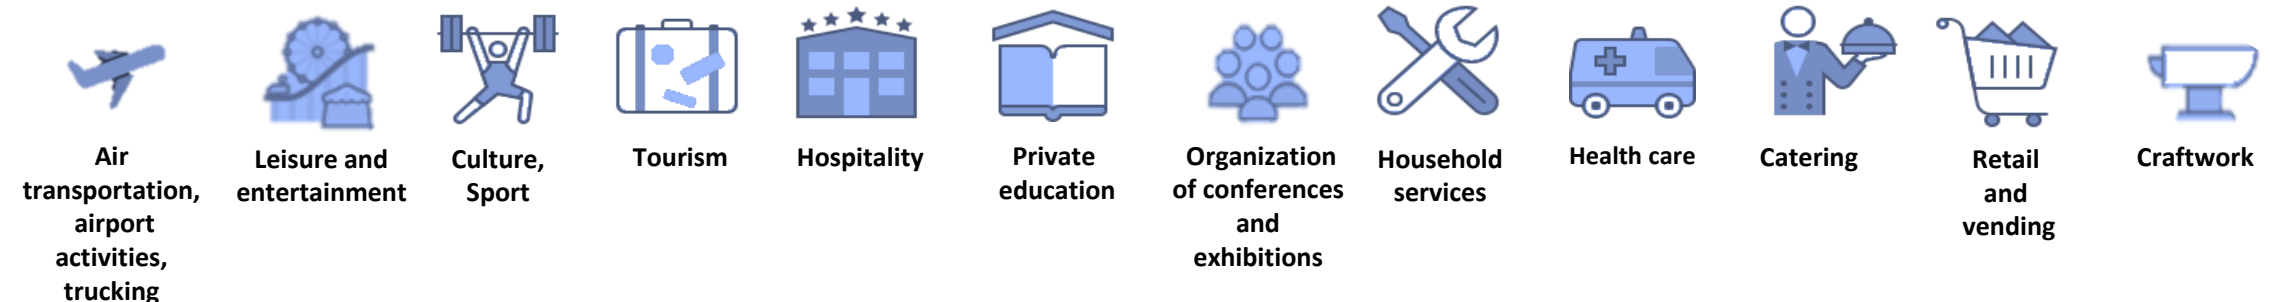 Air
transportation,
airport
activities,
trucking
Leisure and
entertainment
Culture,
Sport
Tourism
Hospitality
Private
education
Organization
of conferences
and
exhibitions
Household
services
Health care
Catering
Retail
and
vending
Craftwork